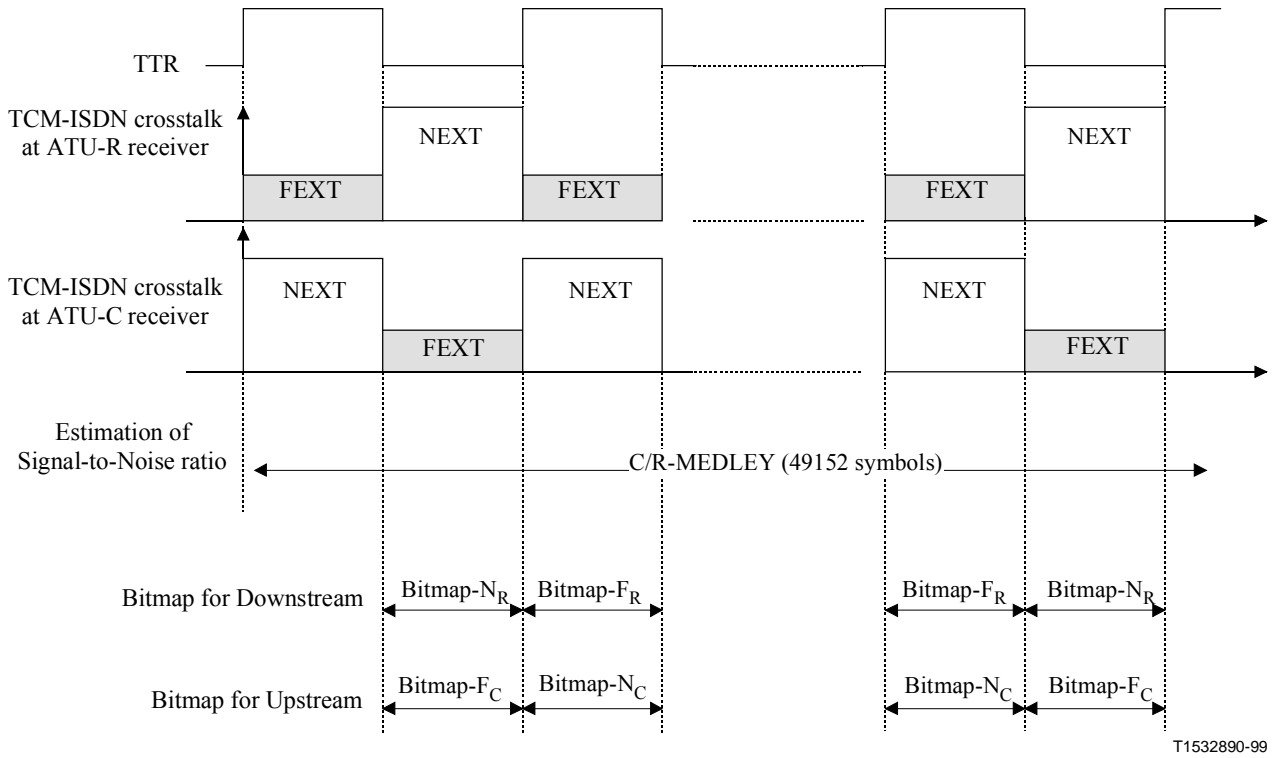 TTR
TCM-ISDN crosstalk
at ATU-R receiver
NEXT
NEXT
FEXT
FEXT
FEXT
TCM-ISDN crosstalk
at ATU-C receiver
NEXT
NEXT
NEXT
FEXT
FEXT
Estimation of
Signal-to-Noise ratio
C/R-MEDLEY (49152 symbols)
Bitmap for Downstream
Bitmap-N_R
Bitmap-F_R
Bitmap-F_R
Bitmap-N_R
Bitmap for Upstream
Bitmap-F_C
Bitmap-N_C
Bitmap-N_C
Bitmap-F_C
T1532890-99